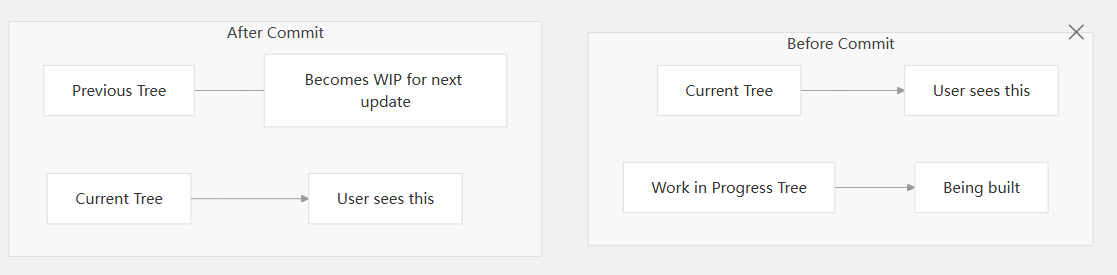 After Commit
Previous Tree
Becomes WIP for next
update
Current Tree
User sees this
Before Commit
Current Tree
User sees this
Work in Progress Tree
Being built